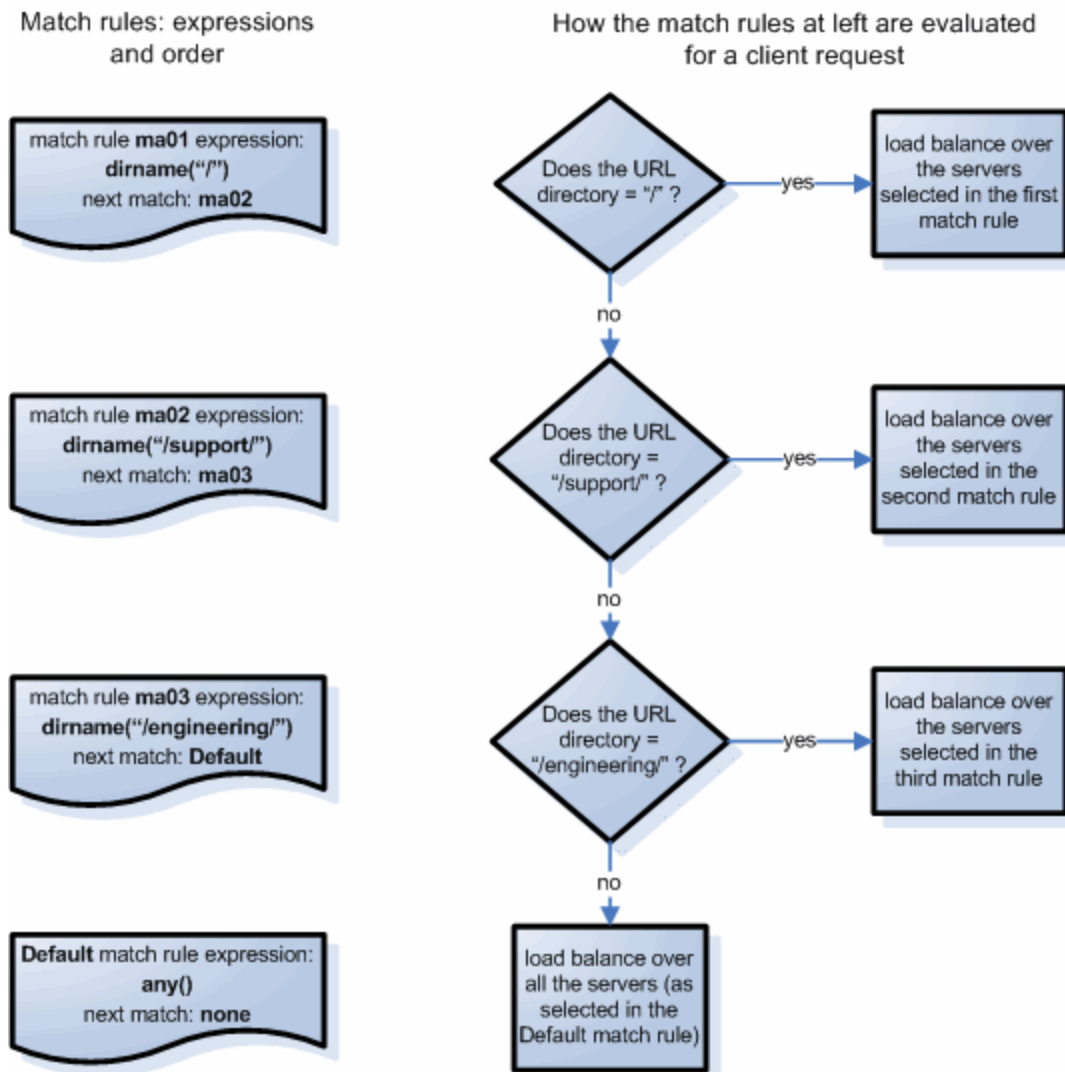 Match rules: expressions
and order
How the match rules at left are evaluated
for a client request
match rule ma01 expression:
dirname(“/”)
next match: ma02
Does the URL
directory = “/” ?
yes
load balance over
the servers
selected in the first
match rule
no
match rule ma02 expression:
dirname(“/support/”)
next match: ma03
Does the URL
directory =
“/support/” ?
yes
load balance over
the servers
selected in the
second match rule
no
match rule ma03 expression:
dirname(“/engineering/”)
next match: Default
Does the URL
directory =
“/engineering/” ?
yes
load balance over
the servers
selected in the
third match rule
no
Default match rule expression:
any()
next match: none
load balance over
all the servers (as
selected in the
Default match rule)